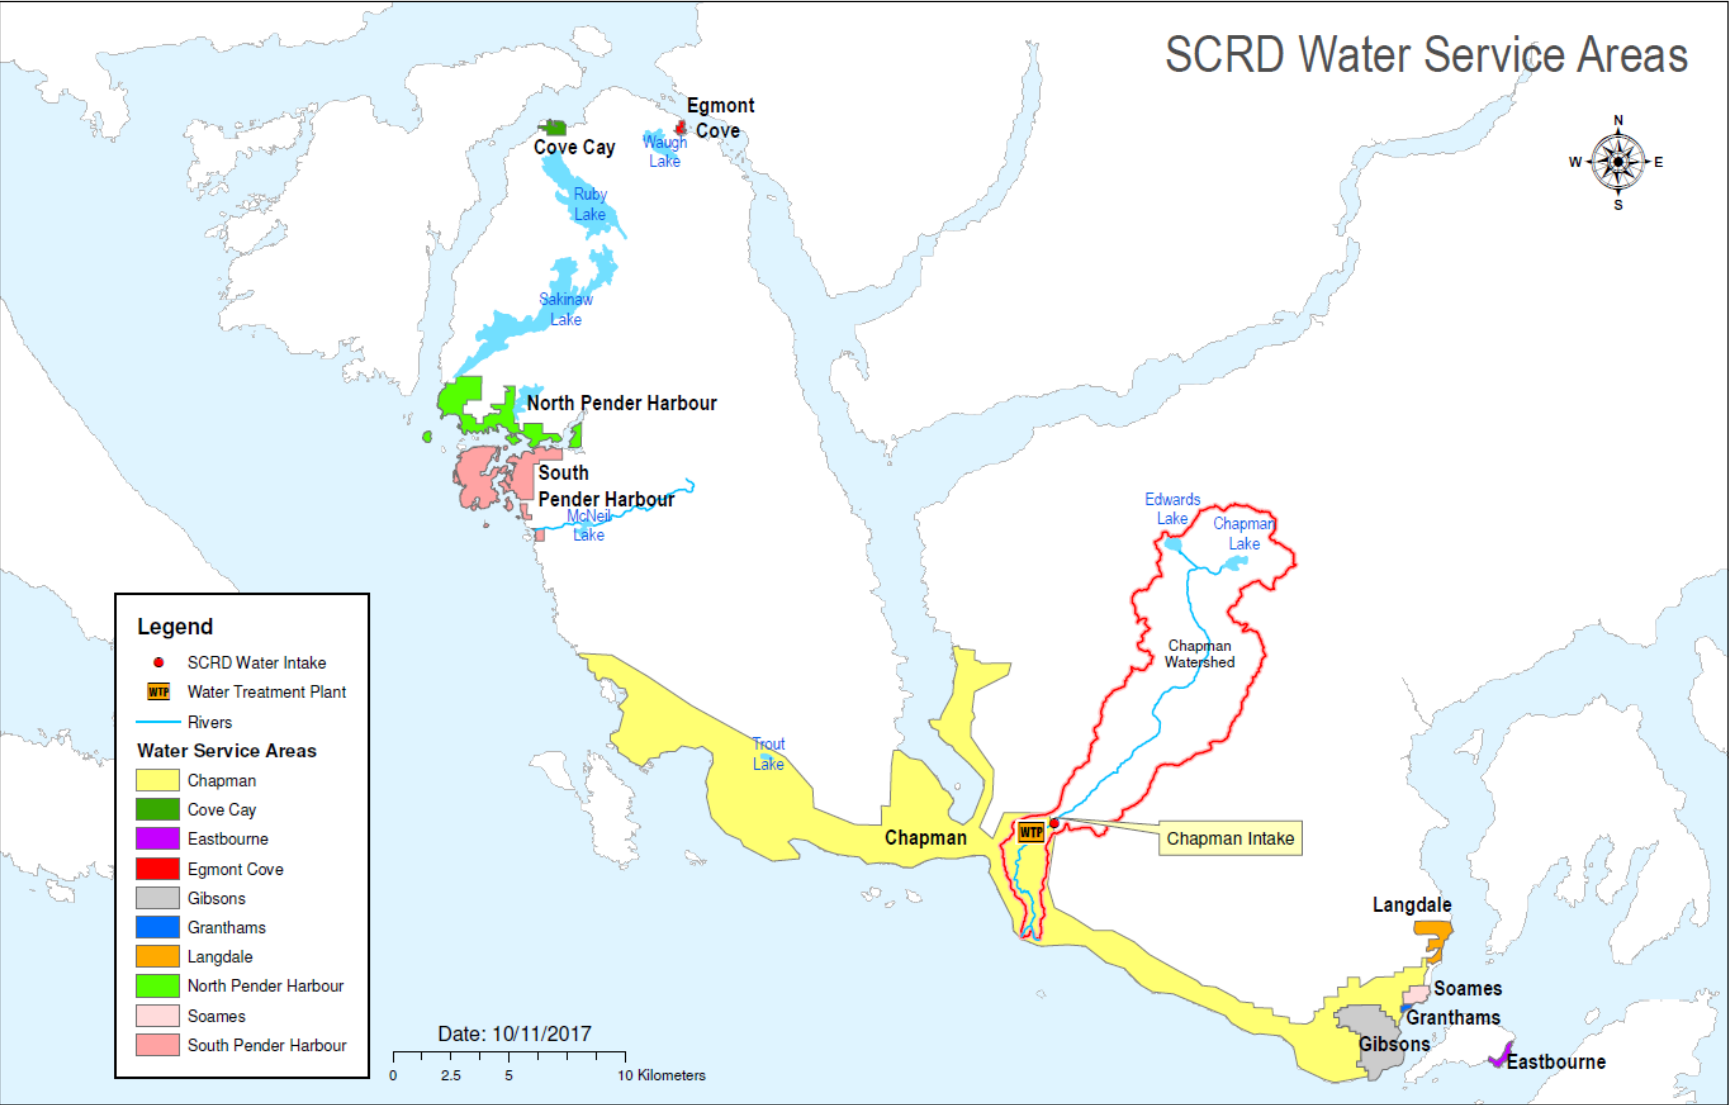 SCRD Water Service Areas
N
W
E
S
Egmont
Cove
Cove Cay
Waugh
Lake
Ruby
Lake
Sakinaw
Lake
North Pender Harbour
South
Pender Harbour
McNeil
Lake
Edwards
Lake
Chapman
Lake
Chapman
Watershed
Trout
Lake
Chapman
WTP
Chapman Intake
Langdale
Soames
Granthams
Gibsons
Eastbourne
Legend
SCRD Water Intake
WTP
Water Treatment Plant
Rivers
Water Service Areas
Chapman
Cove Cay
Eastbourne
Egmont Cove
Gibsons
Granthams
Langdale
North Pender Harbour
Soames
South Pender Harbour
Date: 10/11/2017
0 2.5 5 10 Kilometers